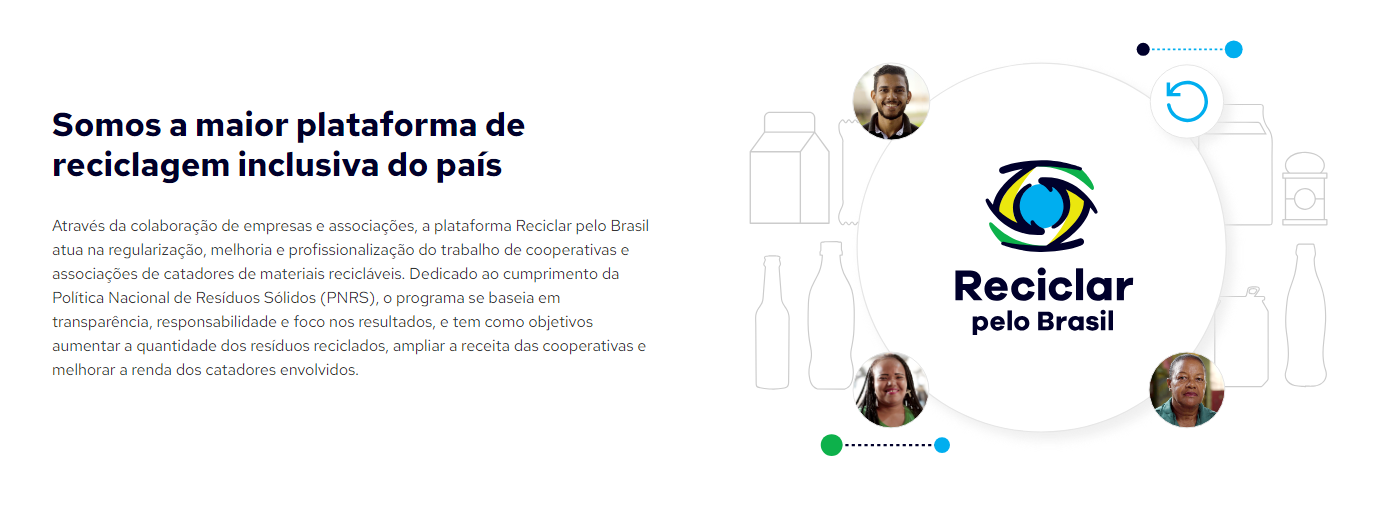 Somos a maior plataforma de
reciclagem inclusiva do país
Através da colaboração de empresas e associações, a plataforma Reciclar pelo Brasil
atua na regularização, melhoria e profissionalização do trabalho de cooperativas e
associações de catadores de materiais recicláveis. Dedicado ao cumprimento da
Política Nacional de Resíduos Sólidos (PNRS), o programa se baseia em
transparência, responsabilidade e foco nos resultados, e tem como objetivos
aumentar a quantidade dos resíduos reciclados, ampliar a receita das cooperativas e
melhorar a renda dos catadores envolvidos.
Reciclar
pelo Brasil